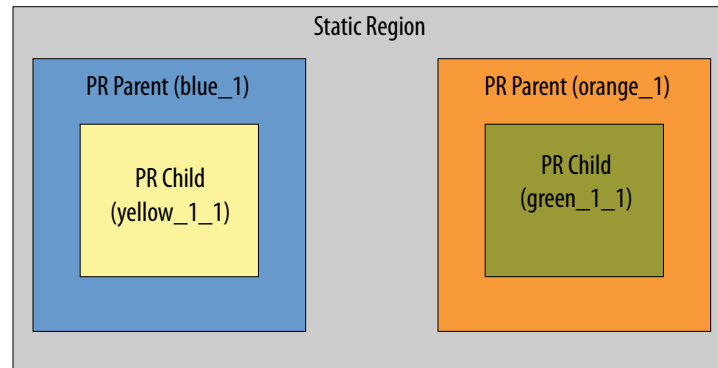 Static Region
PR Parent (blue_1)
PR Parent (orange_1)
PR Child
(yellow_1_1)
PR Child
(green_1_1)